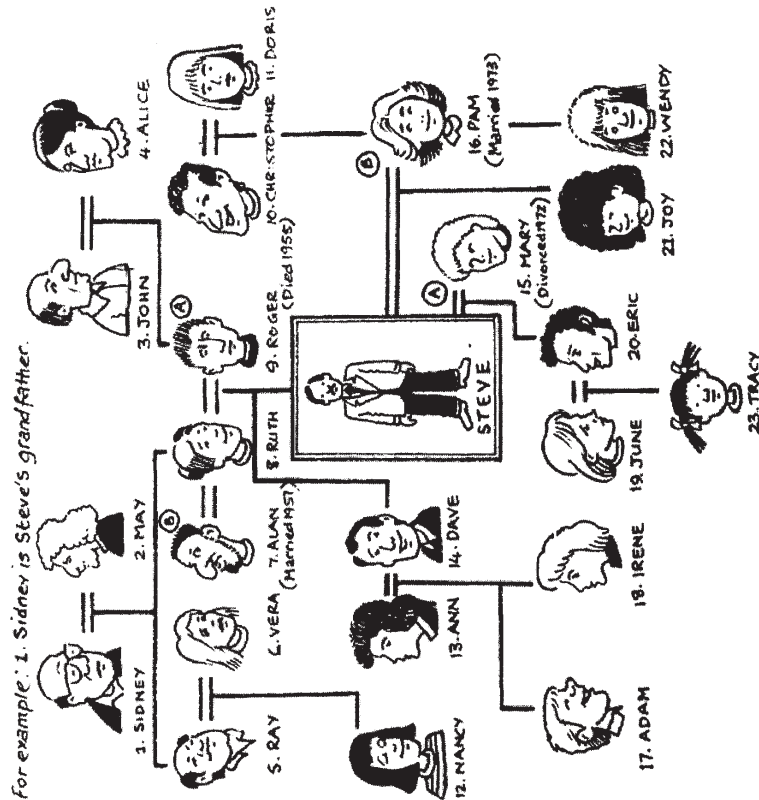 For example: 1. Sidney is Steve's grandfather.
1. SIDNEY
2. MAY
3. JOHN
4. ALICE
B
A
5. RAY
6. VERA
7. ALAN
(Married 1957)
8. RUTH
9. ROGER
(Died 1955)
10. CHRISTOPHER
11. DORIS
STEVE
B
A
12. NANCY
13. ANN
14. DAVE
15. MARY
(Divorced 1972)
16. PAM
(Married 1973)
17. ADAM
18. IRENE
19. JUNE
20. ERIC
21. JOY
22. WENDY
23. TRACY